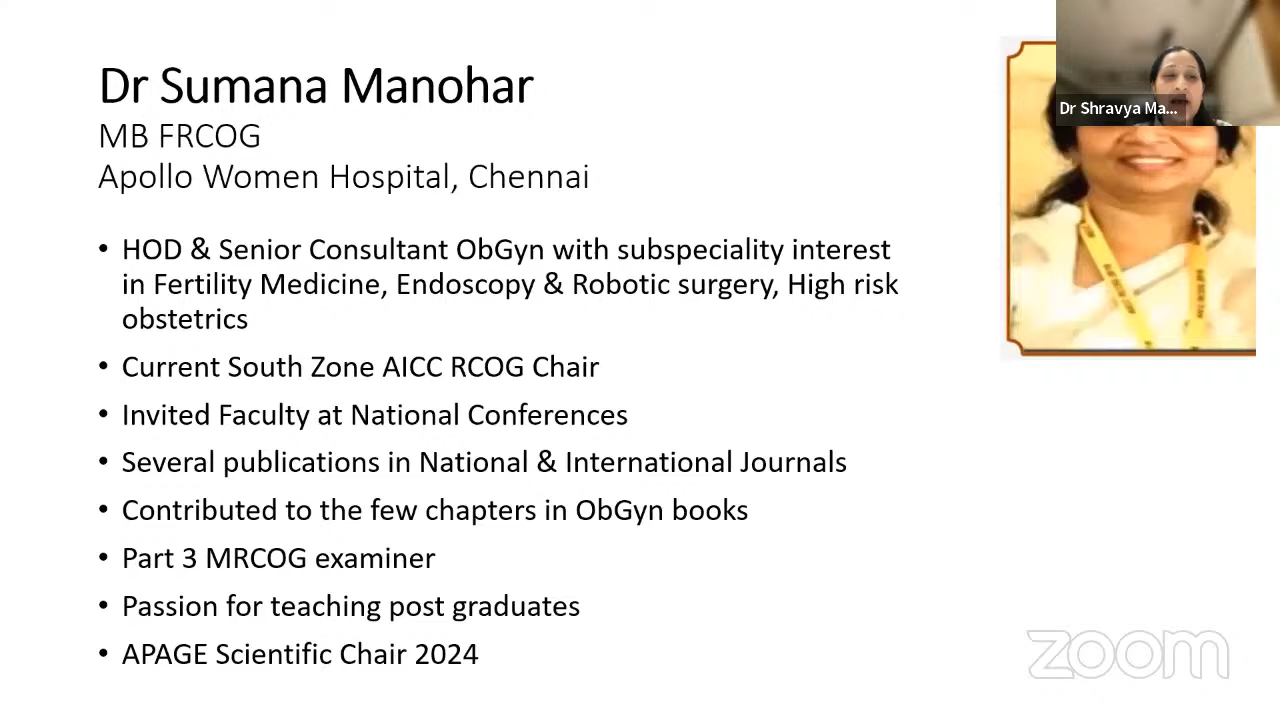 Dr Sumana Manohar
MB FRCOG
Apollo Women Hospital, Chennai
Dr Shravya Ma...
• HOD & Senior Consultant ObGyn with subspeciality interest
in Fertility Medicine, Endoscopy & Robotic surgery, High risk
obstetrics
• Current South Zone AICC RCOG Chair
• Invited Faculty at National Conferences
• Several publications in National & International Journals
• Contributed to the few chapters in ObGyn books
• Part 3 MRCOG examiner
• Passion for teaching post graduates
• APAGE Scientific Chair 2024
zoom